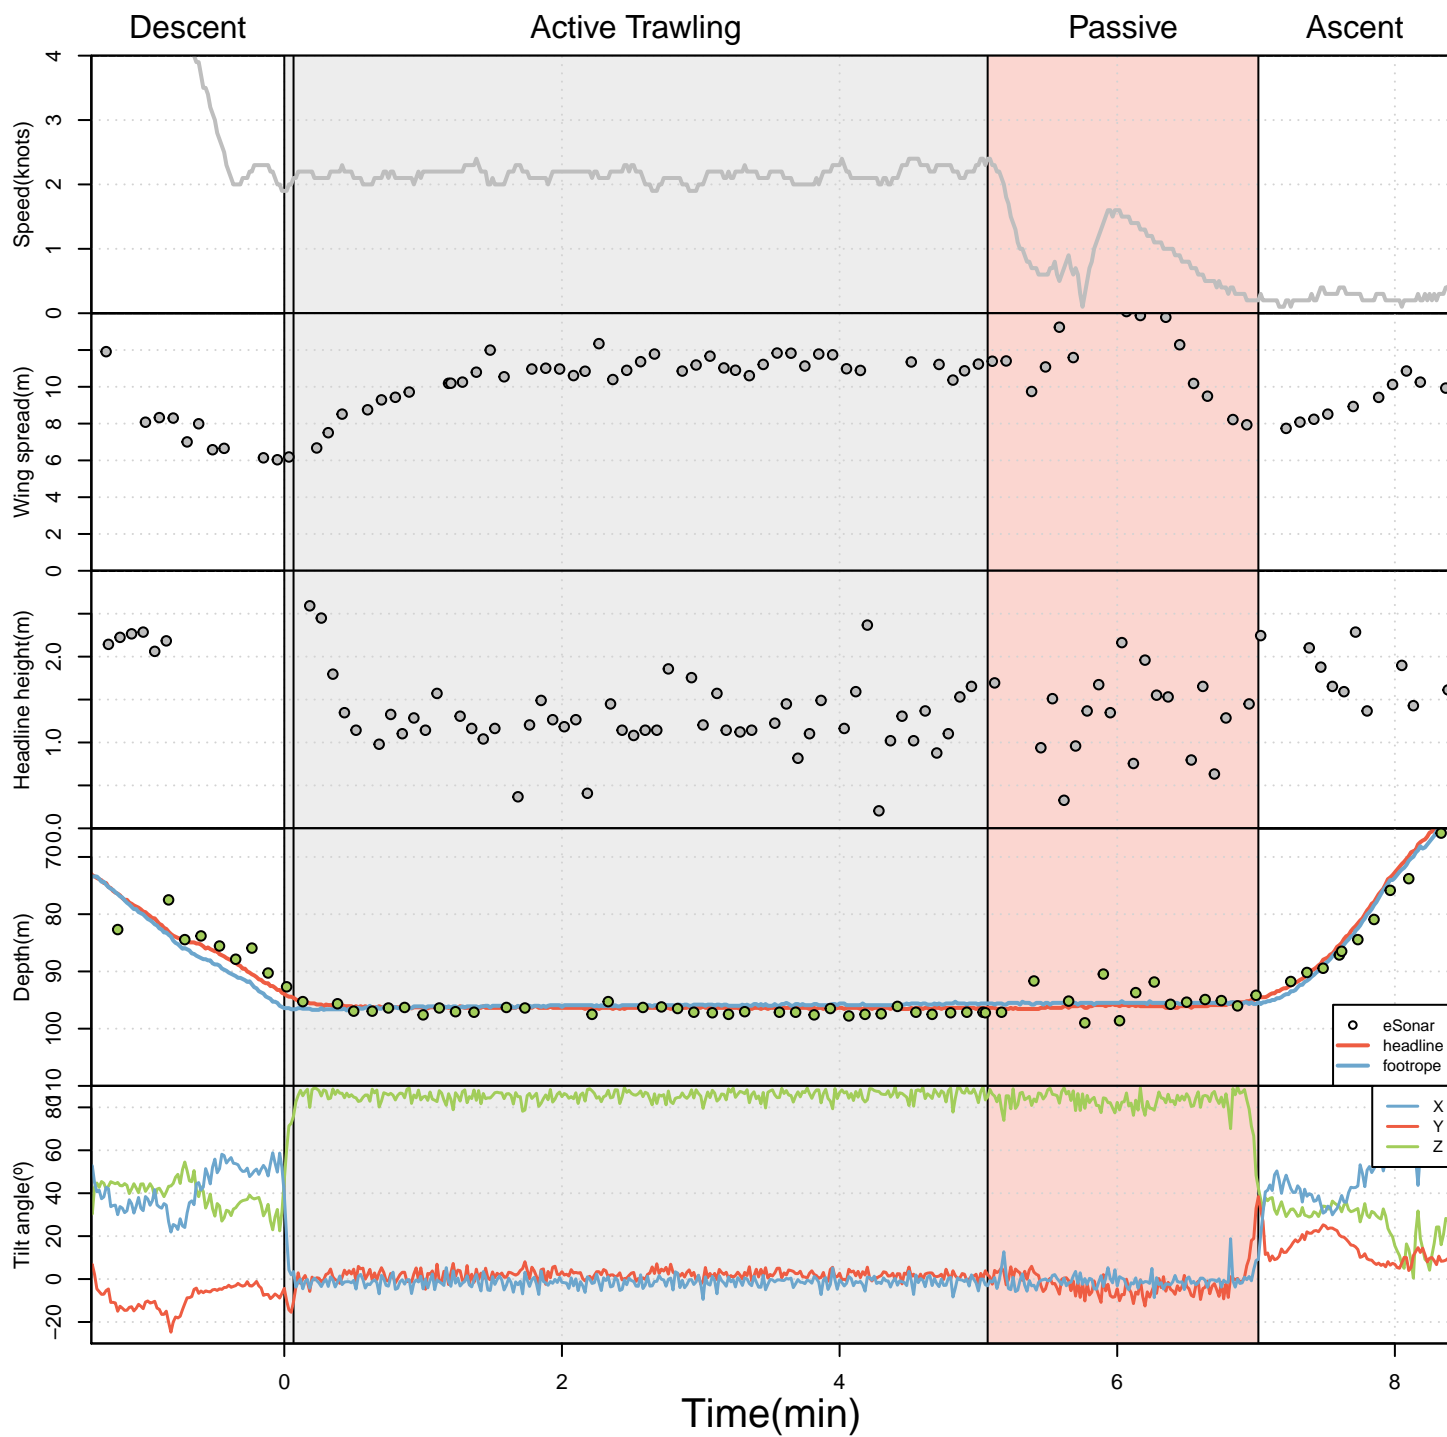 Descent Active Trawling Passive Ascent
Speed(knots)
4
3
2
1
0
Wing spread(m)
10
8
6
4
2
0
Headline height(m)
2.0
1.0
0.0
Depth(m)
70
80
90
100
110
eSonar
headline
footrope
Tilt angle(º)
80
60
40
20
0
−20
X
Y
Z
0 2 4 6 8
Time(min)